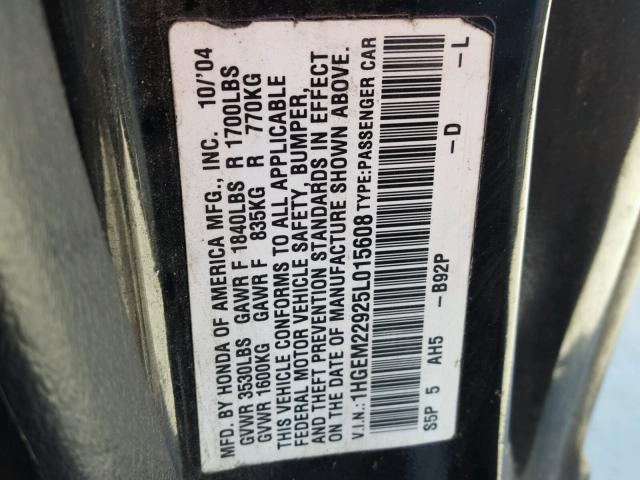 MFD. BY HONDA OF AMERICA MFG., INC. 10/'04
GVWR 3530LBS GAWR F 1840LBS R 1700LBS
GVWR 1600KG GAWR F 835KG R 770KG
THIS VEHICLE CONFORMS TO ALL APPLICABLE
FEDERAL MOTOR VEHICLE SAFETY, BUMPER,
AND THEFT PREVENTION STANDARDS IN EFFECT
ON THE DATE OF MANUFACTURE SHOWN ABOVE.
V.I.N.: 1HGEM22925L015608 TYPE:PASSENGER CAR
S5P 5 AH5 -B92P -D -L